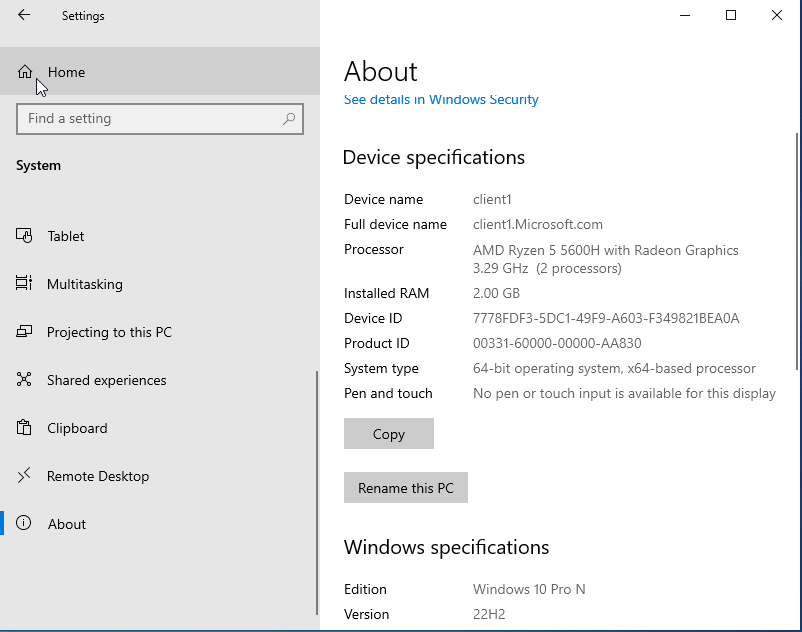 Settings
Home
Find a setting
System
Tablet
Multitasking
Projecting to this PC
Shared experiences
Clipboard
Remote Desktop
About
About
See details in Windows Security
Device specifications
Device name client1
Full device name client1.Microsoft.com
Processor AMD Ryzen 5 5600H with Radeon Graphics
3.29 GHz (2 processors)
Installed RAM 2.00 GB
Device ID 7778FDF3-5DC1-49F9-A603-F349821BEA0A
Product ID 00331-60000-00000-AA830
System type 64-bit operating system, x64-based processor
Pen and touch No pen or touch input is available for this display
Copy
Rename this PC
Windows specifications
Edition Windows 10 Pro N
Version 22H2